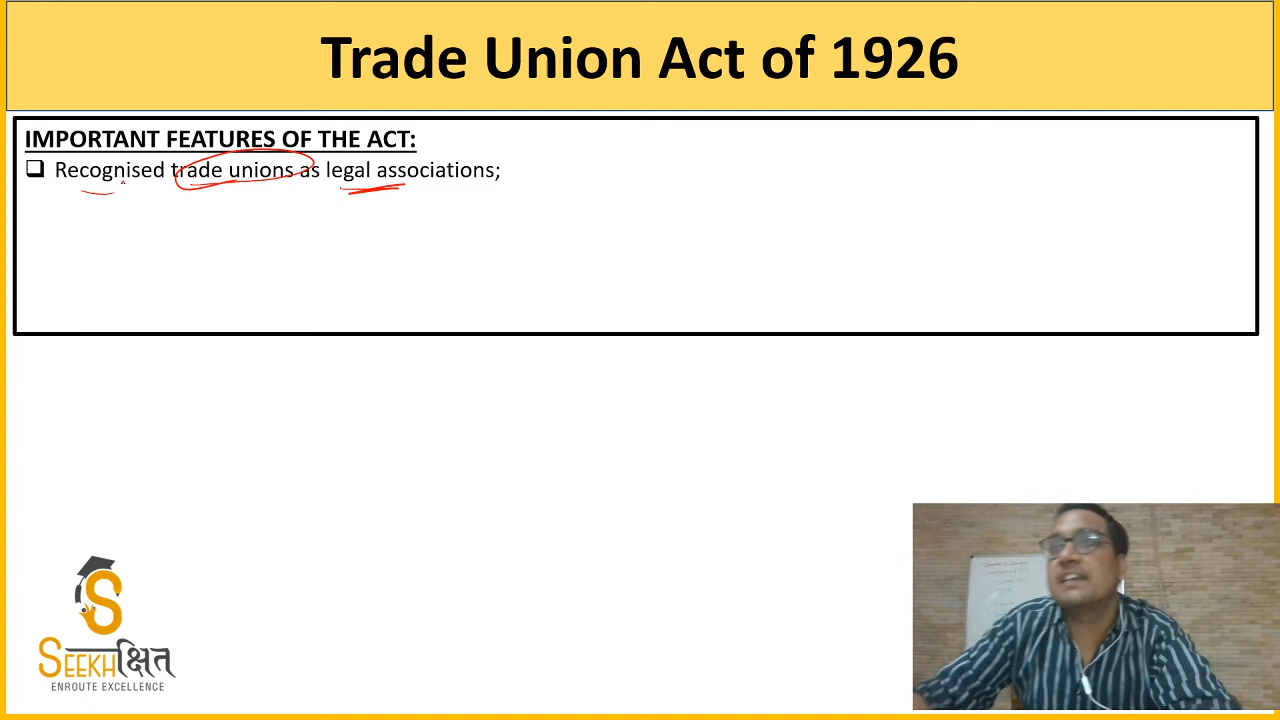 Trade Union Act of 1926
IMPORTANT FEATURES OF THE ACT:
❑ Recognised trade unions as legal associations;
SEEKHक्षित
ENROUTE EXCELLENCE